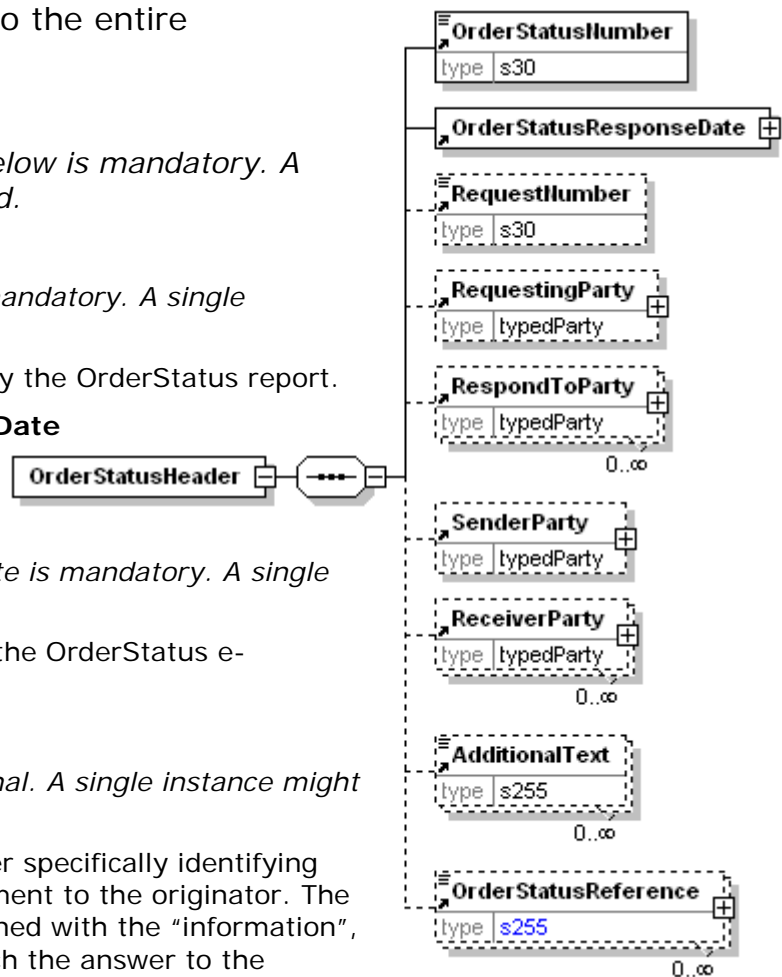 o the entire
elow is mandatory. A
d.
nandatory. A single
y the OrderStatus report.
Date
te is mandatory. A single
the OrderStatus e-
nal. A single instance might
er specifically identifying
nent to the originator. The
ned with the “information”,
ch the answer to the
OrderStatusHeader
OrderStatusNumber
type s30
OrderStatusResponseDate
RequestNumber
type s30
RequestingParty
type typedParty
RespondToParty
type typedParty
0..∞
SenderParty
type typedParty
ReceiverParty
type typedParty
0..∞
AdditionalText
type s255
0..∞
OrderStatusReference
type s255
0..∞